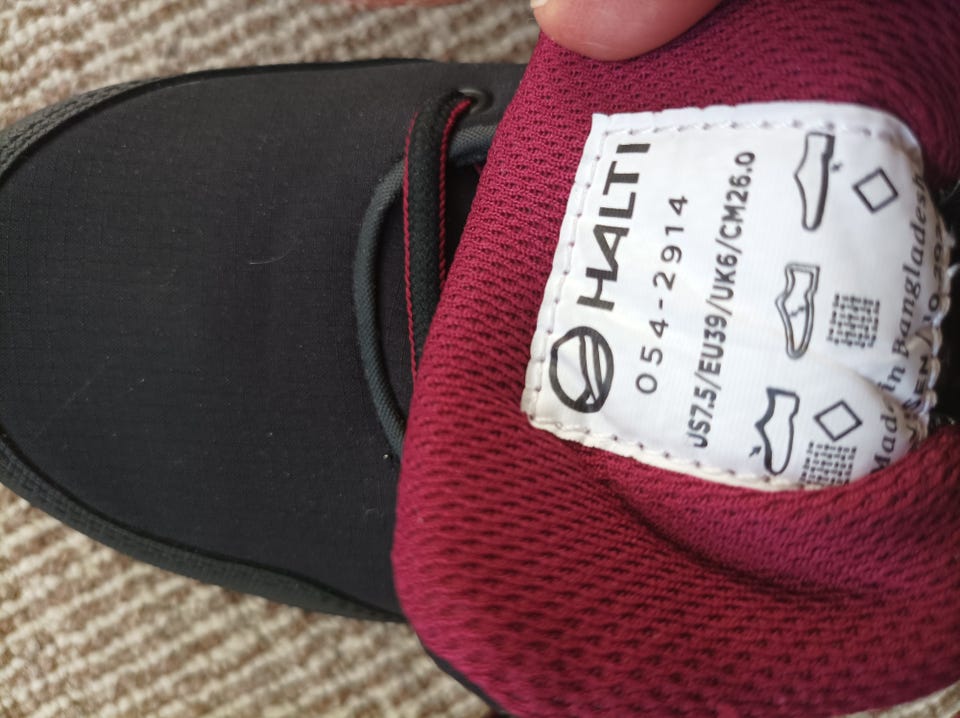 HALTI
054-2914
US7.5/EU39/UK6/CM26.0
Made in Bangladesh